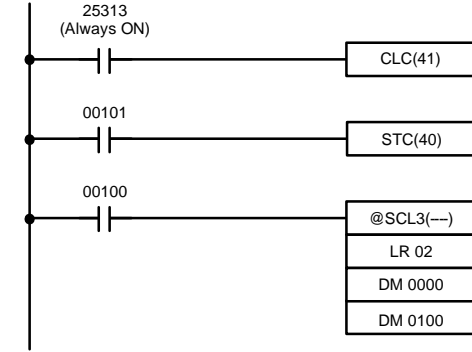 25313
(Always ON)
CLC(41)
00101
STC(40)
00100
@SCL3(––)
LR 02
DM 0000
DM 0100